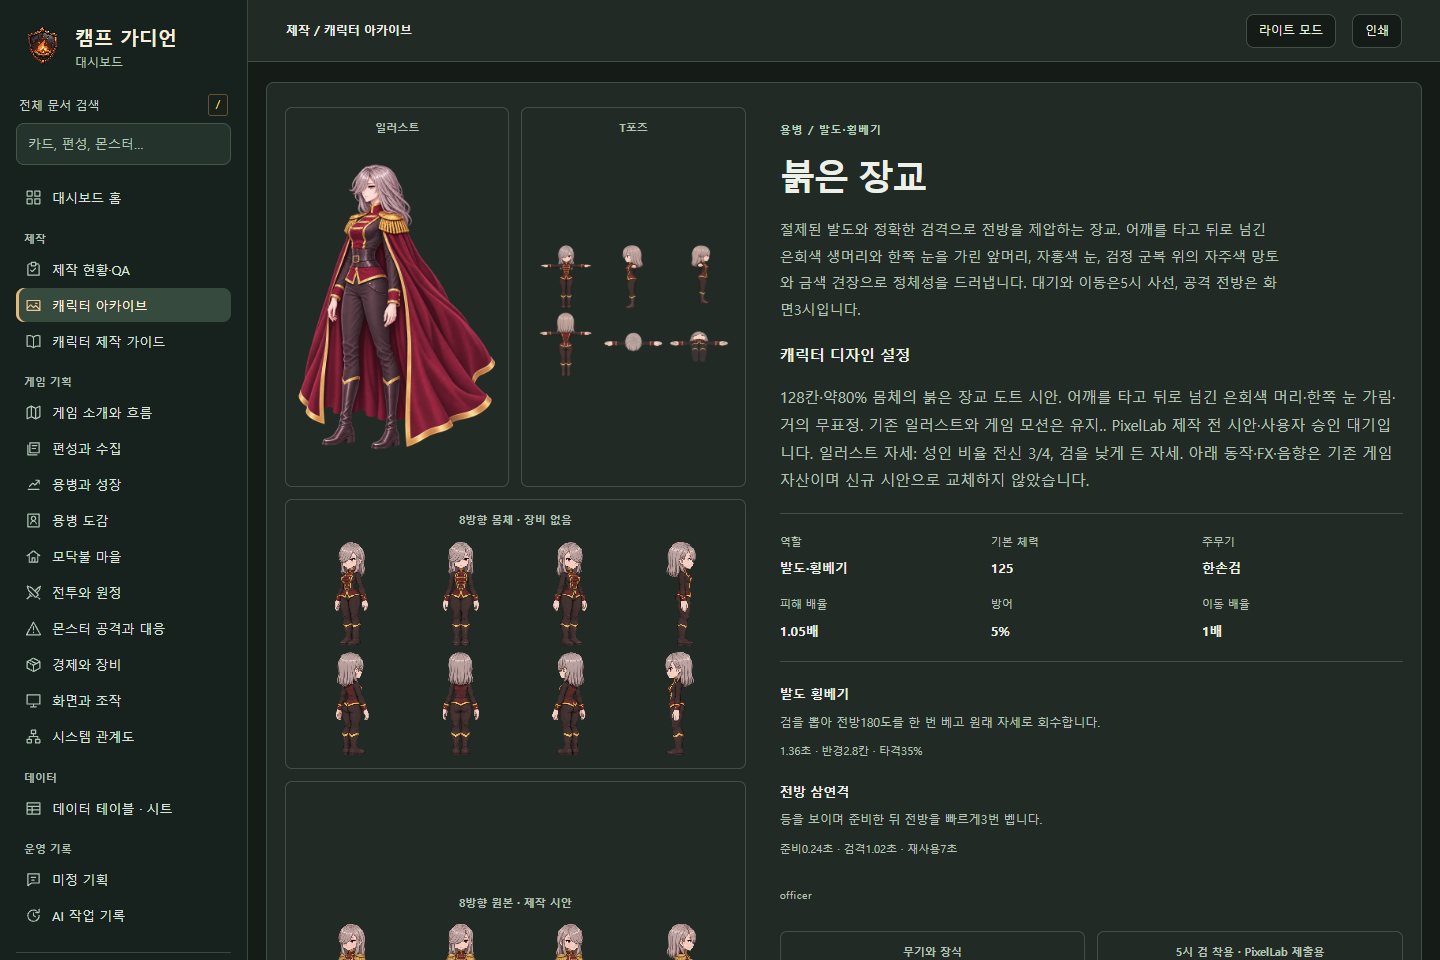 캠프 가디언
대시보드
전체 문서 검색
/
카드, 편성, 몬스터...
대시보드 홈
제작
제작 현황·QA
캐릭터 아카이브
캐릭터 제작 가이드
게임 기획
게임 소개와 흐름
편성과 수집
용병과 성장
용병 도감
모닥불 마을
전투와 원정
몬스터 공격과 대응
경제와 장비
화면과 조작
시스템 관계도
데이터
데이터 테이블 · 시트
운영 기록
미정 기획
AI 작업 기록
제작 / 캐릭터 아카이브
라이트 모드
인쇄
일러스트
T포즈
8방향 몸체 · 장비 없음
8방향 원본 · 제작 시안
용병 / 발도·횡베기
붉은 장교
절제된 발도와 정확한 검격으로 전방을 제압하는 장교. 어깨를 타고 뒤로 넘긴
은회색 생머리와 한쪽 눈을 가린 앞머리, 자홍색 눈, 검정 군복 위의 자주색 망토
와 금색 견장으로 정체성을 드러냅니다. 대기와 이동은5시 사선, 공격 전방은 화
면3시입니다.
캐릭터 디자인 설정
128칸·약80% 몸체의 붉은 장교 도트 시안. 어깨를 타고 뒤로 넘긴 은회색 머리·한쪽 눈 가림·
거의 무표정. 기존 일러스트와 게임 모션은 유지.. PixelLab 제작 전 시안·사용자 승인 대기입
니다. 일러스트 자세: 성인 비율 전신 3/4, 검을 낮게 든 자세. 아래 동작·FX·음향은 기존 게임
자산이며 신규 시안으로 교체하지 않았습니다.
역할
발도·횡베기
기본 체력
125
주무기
한손검
피해 배율
1.05배
방어
5%
이동 배율
1배
발도 횡베기
검을 뽑아 전방180도를 한 번 베고 원래 자세로 회수합니다.
1.36초 · 반경2.8칸 · 타격35%
전방 삼연격
등을 보이며 준비한 뒤 전방을 빠르게3번 벱니다.
준비0.24초 · 검격1.02초 · 재사용7초
officer
무기와 장식
5시 검 착용 · PixelLab 제출용